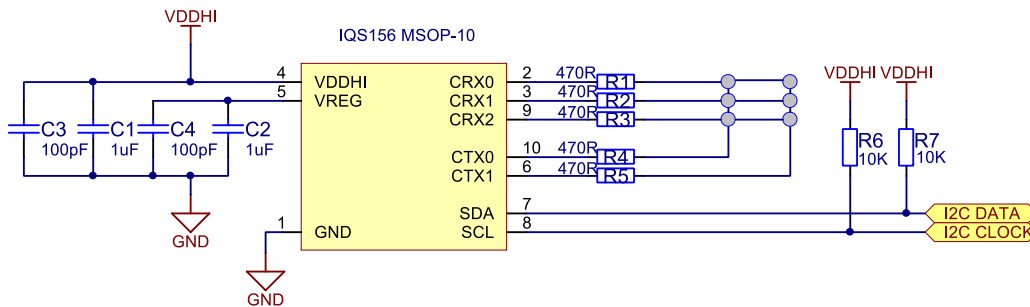 VDDHI
IQS156 MSOP-10
4 VDDHI CRX0 2 470R R1
5 VREG CRX1 3 470R R2
CRX2 9 470R R3
VDDHI VDDHI
C3 100pF
C1 1uF
C4 100pF
C2 1uF
CTX0 10 470R R4
CTX1 6 470R R5
R6 10K
R7 10K
SDA 7 I2C DATA
1 GND SCL 8 I2C CLOCK
GND
GND